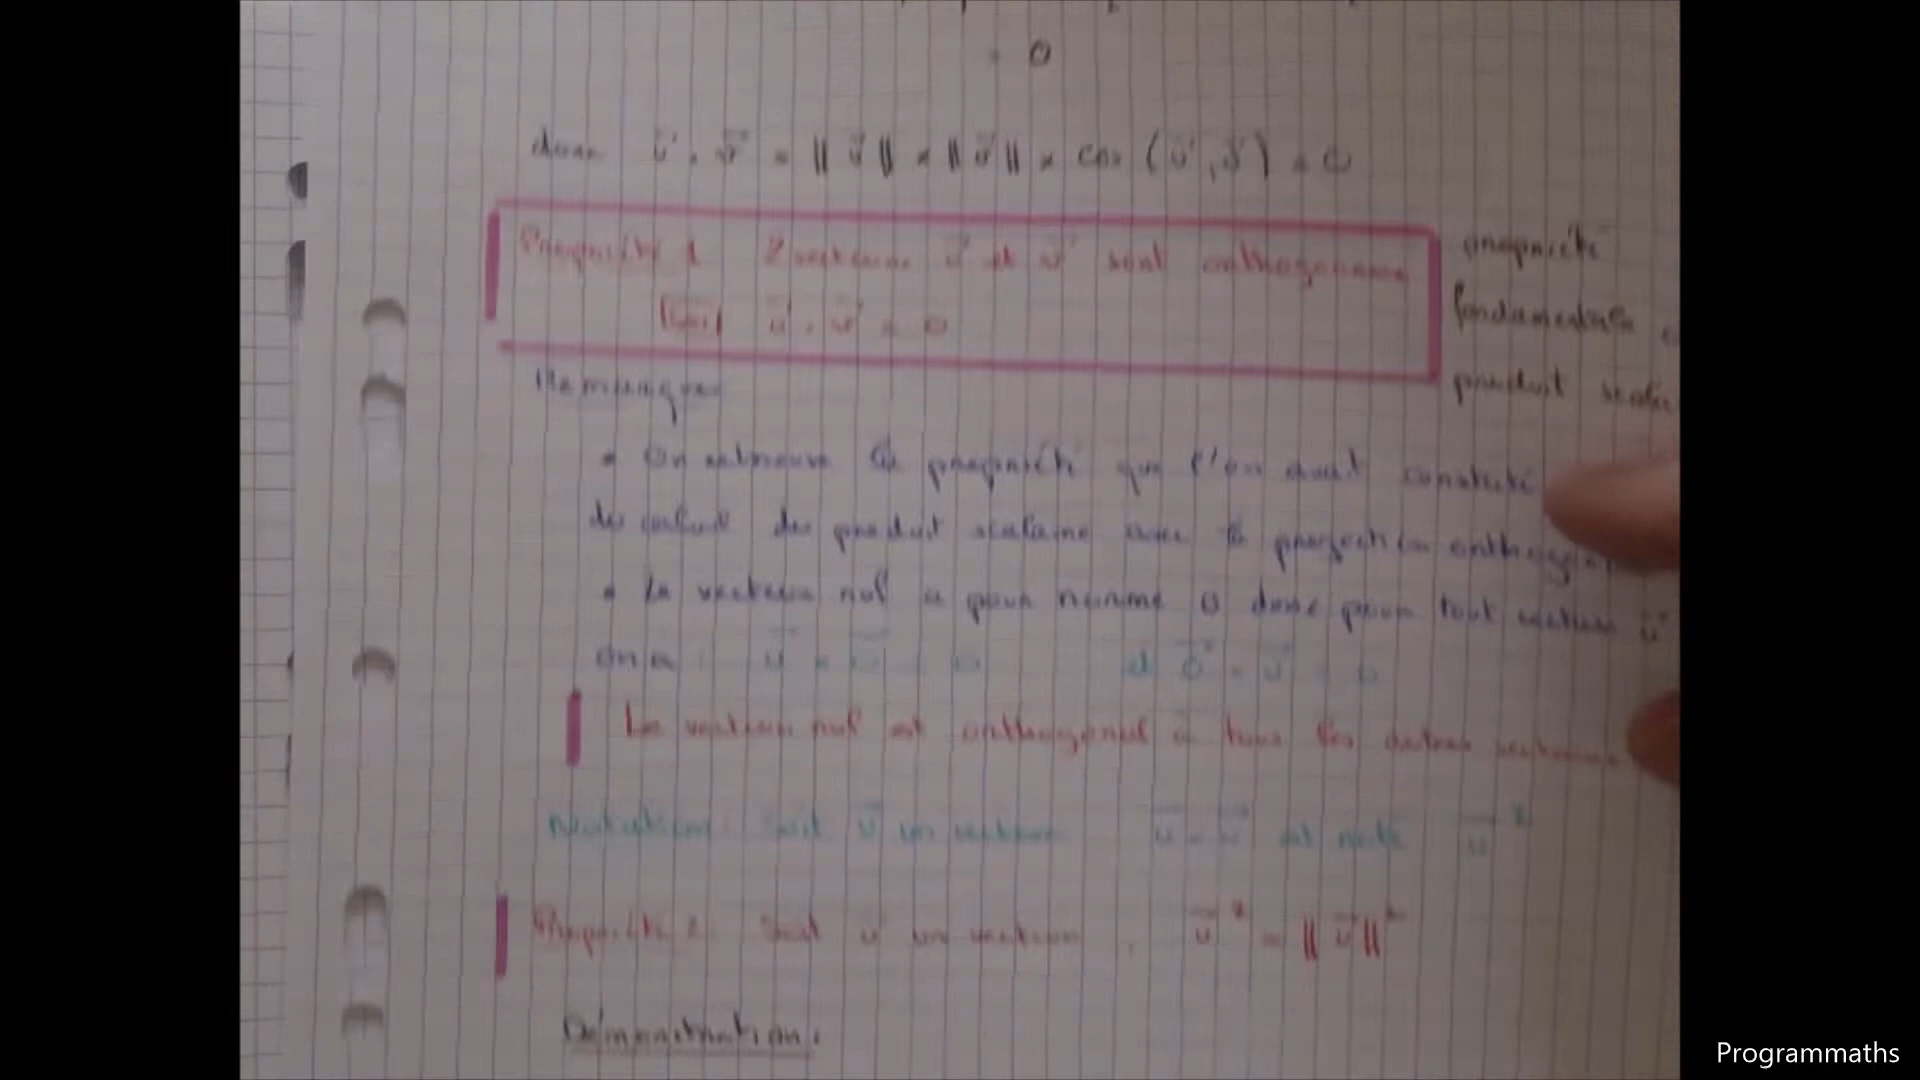 = 0
donc u⃗ . v⃗ = ||u⃗|| × ||v⃗|| × cos (u⃗, v⃗) = 0
Propriété 1 2 vecteurs u⃗ et v⃗ sont orthogonaux
(ssi) u⃗ . v⃗ = 0
propriété
fondamentale
produit scalaire
Remarques
• On retrouve la propriété que l'on avait constaté
du calcul du produit scalaire avec la projection
• Le vecteur nul a pour norme 0 donc pour tout vecteur u⃗
on a : u⃗ . 0⃗ = 0 et 0⃗ . u⃗ = 0
Le vecteur nul est orthogonal à tous les autres vecteurs.
Notation : Soit u⃗ un vecteur u⃗ . u⃗ est noté u⃗²
Propriété 2 Soit u⃗ un vecteur . u⃗² = ||u⃗||²
Démonstration :
Programmaths